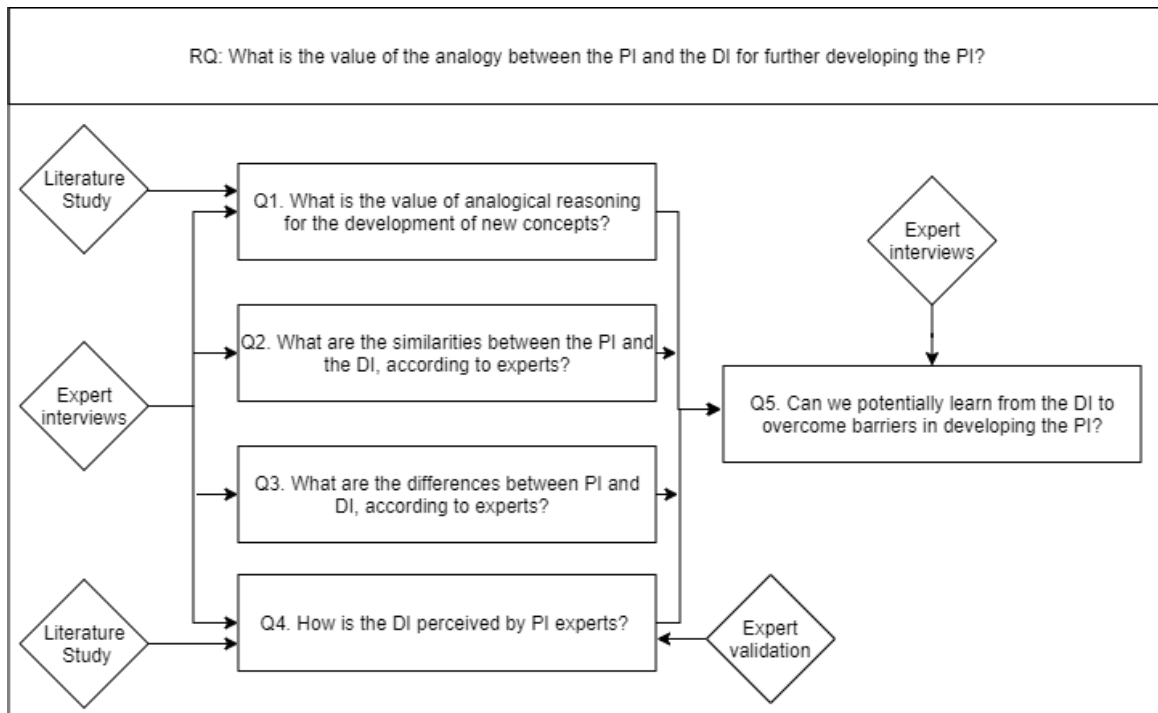 RQ: What is the value of the analogy between the PI and the DI for further developing the PI?
Literature
Study
Q1. What is the value of analogical reasoning
for the development of new concepts?
Expert
interviews
Q2. What are the similarities between the PI and
the DI, according to experts?
Expert
interviews
Q5. Can we potentially learn from the DI to
overcome barriers in developing the PI?
Q3. What are the differences between PI and
DI, according to experts?
Literature
Study
Q4. How is the DI perceived by PI experts?
Expert
validation